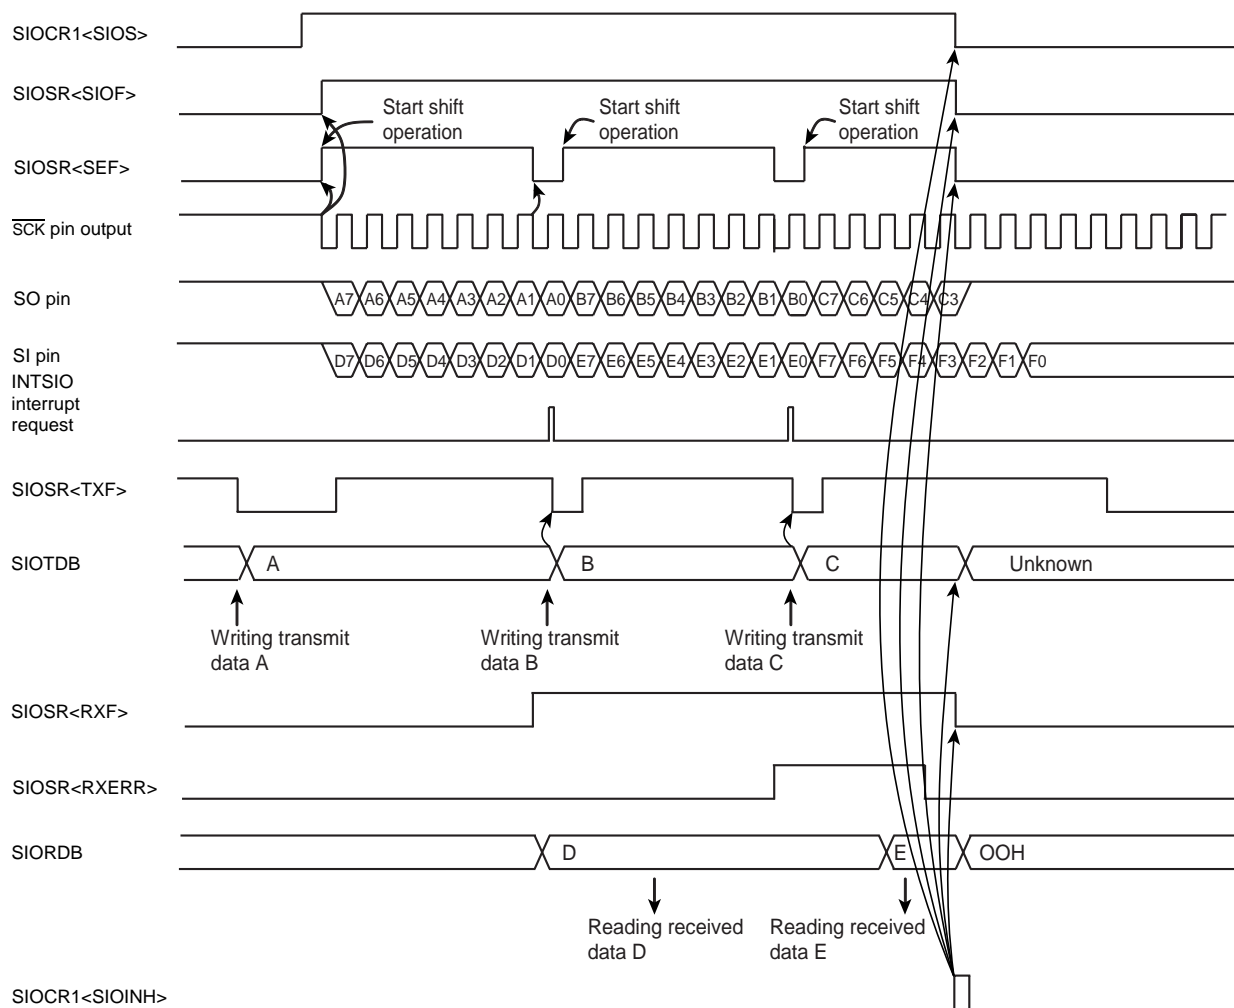 SIOCR1<SIOS>
SIOSR<SIOF>
Start shift
operation
Start shift
operation
Start shift
operation
SIOSR<SEF>
SCK pin output
SO pin
A7 A6 A5 A4 A3 A2 A1 A0 B7 B6 B5 B4 B3 B2 B1 B0 C7 C6 C5 C4 C3
SI pin
D7 D6 D5 D4 D3 D2 D1 D0 E7 E6 E5 E4 E3 E2 E1 E0 F7 F6 F5 F4 F3 F2 F1 F0
INTSIO
interrupt
request
SIOSR<TXF>
SIOTDB
A
B
C
Unknown
Writing transmit
data A
Writing transmit
data B
Writing transmit
data C
SIOSR<RXF>
SIOSR<RXERR>
SIORDB
D
E
OOH
Reading received
data D
Reading received
data E
SIOCR1<SIOINH>